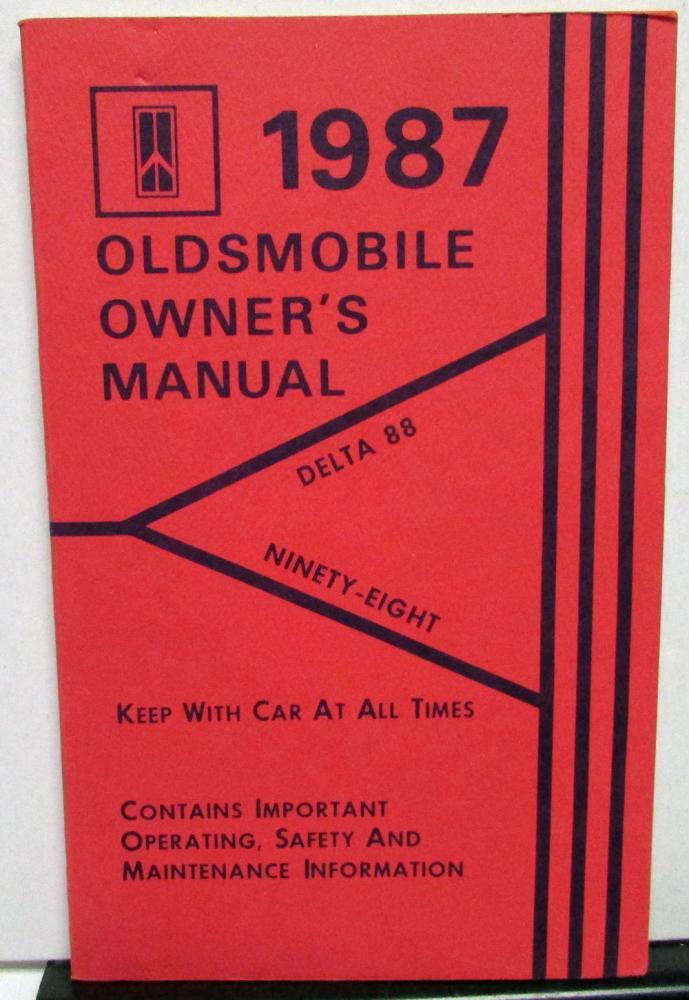 1987
OLDSMOBILE
OWNER'S
MANUAL
DELTA 88
NINETY-EIGHT
KEEP WITH CAR AT ALL TIMES
CONTAINS IMPORTANT
OPERATING, SAFETY AND
MAINTENANCE INFORMATION